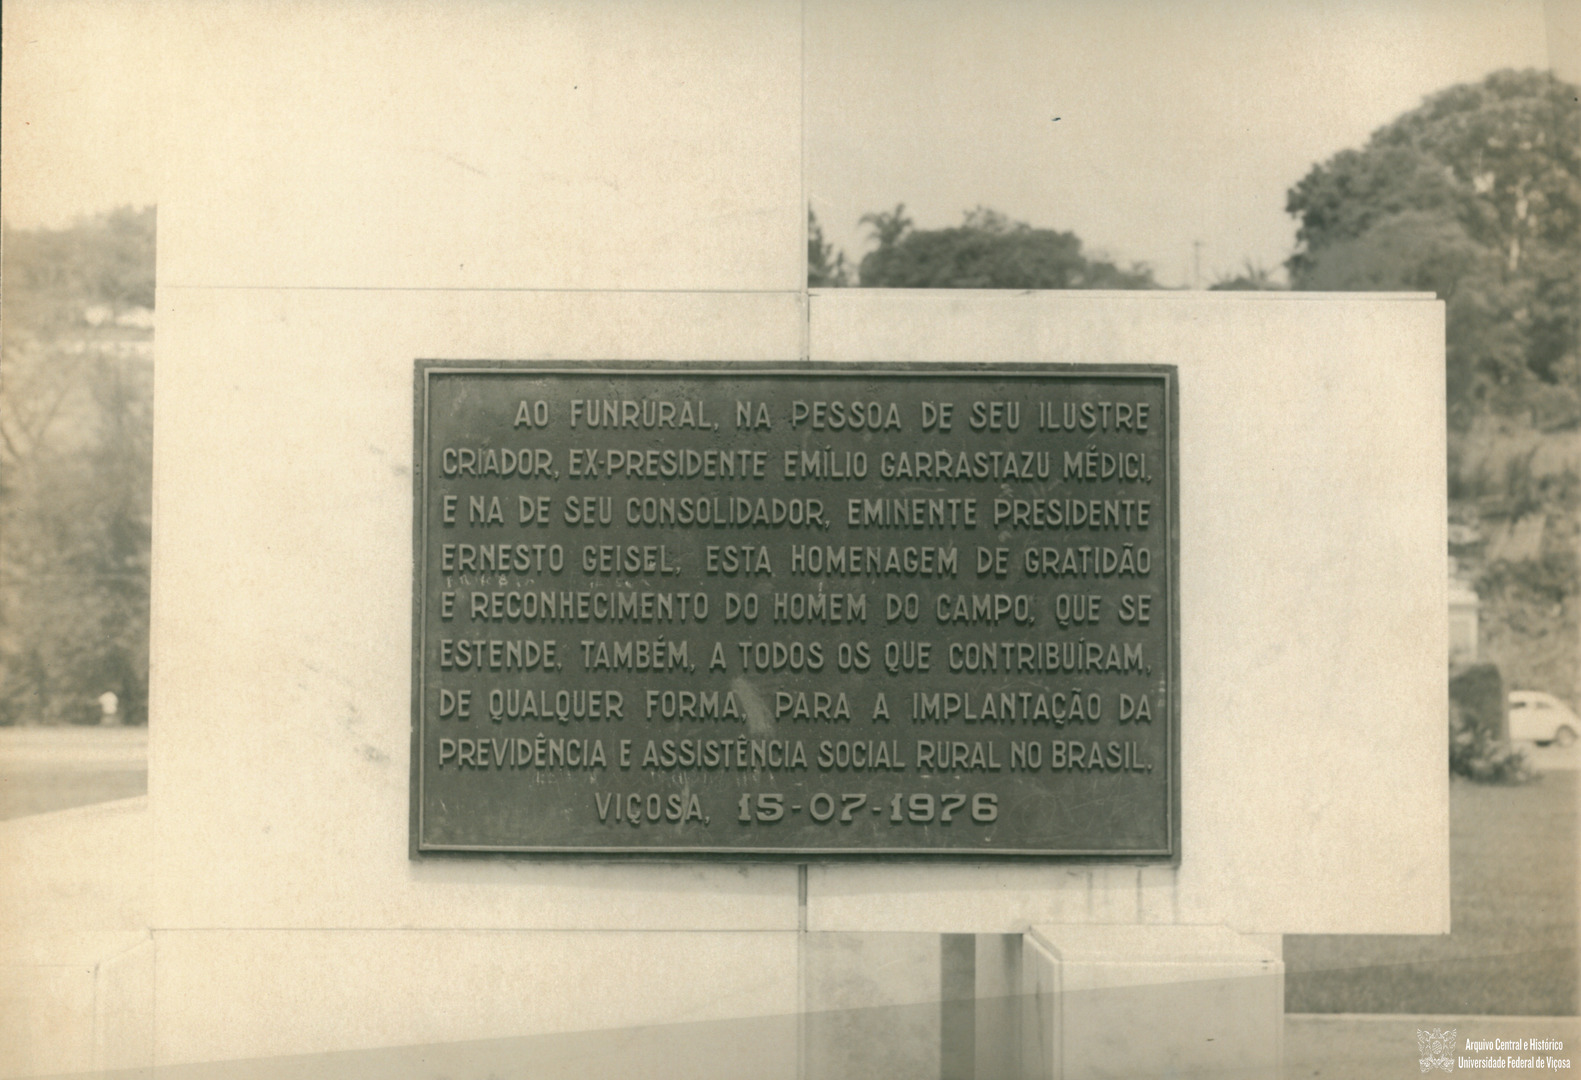 AO FUNRURAL, NA PESSOA DE SEU ILUSTRE
CRIADOR, EX-PRESIDENTE EMÍLIO GARRASTAZU MÉDICI,
E NA DE SEU CONSOLIDADOR, EMINENTE PRESIDENTE
ERNESTO GEISEL, ESTA HOMENAGEM DE GRATIDÃO
E RECONHECIMENTO DO HOMEM DO CAMPO, QUE SE
ESTENDE, TAMBÉM, A TODOS OS QUE CONTRIBUÍRAM,
DE QUALQUER FORMA, PARA A IMPLANTAÇÃO DA
PREVIDÊNCIA E ASSISTÊNCIA SOCIAL RURAL NO BRASIL.
VIÇOSA, 15-07-1976
Arquivo Central e Histórico
Universidade Federal de Viçosa